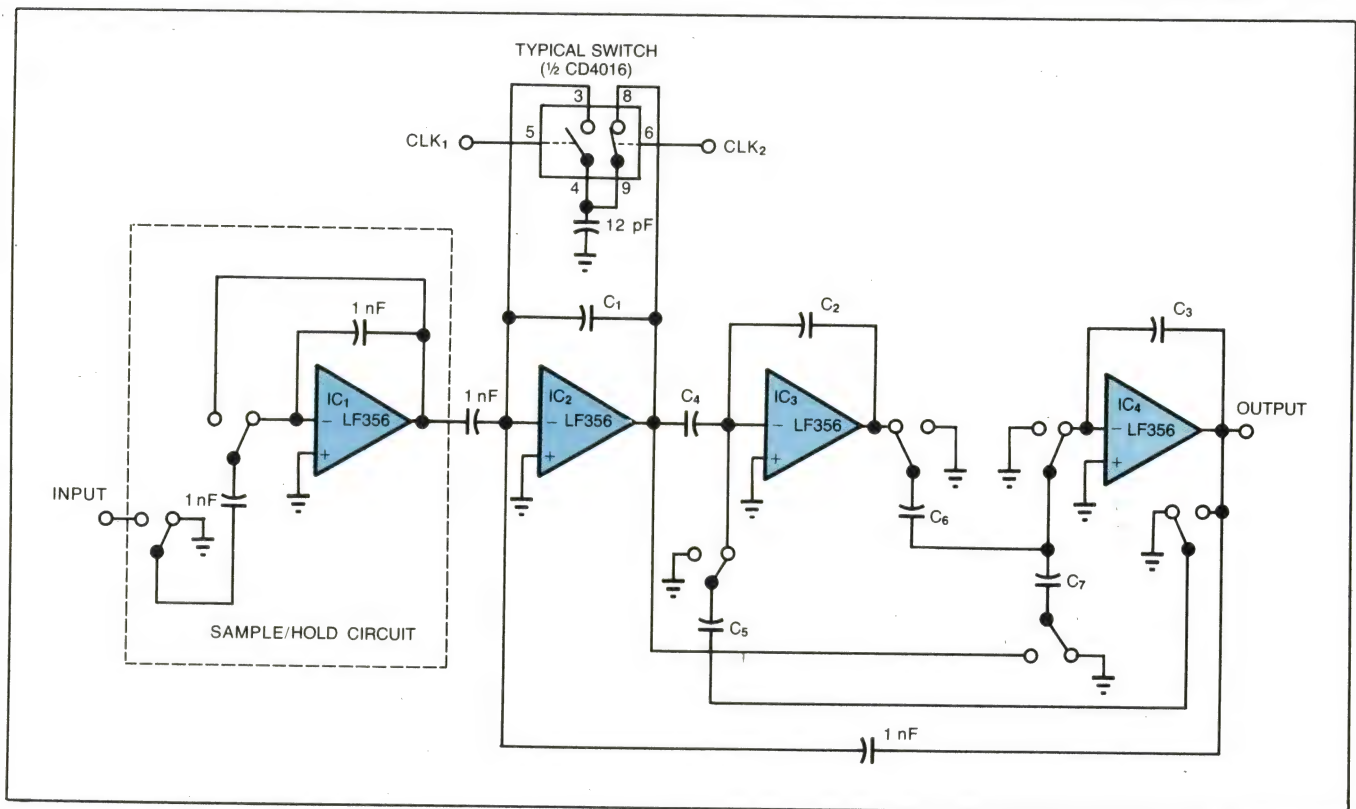 TYPICAL SWITCH
(½ CD4016)
3 8
CLK₁ 5 6 CLK₂
4 9
12 pF
1 nF
C₁
C₂
C₃
IC₁
LF356
1 nF
IC₂
LF356
C₄
IC₃
LF356
IC₄
LF356
OUTPUT
INPUT
1 nF
C₆
C₇
C₅
SAMPLE/HOLD CIRCUIT
1 nF